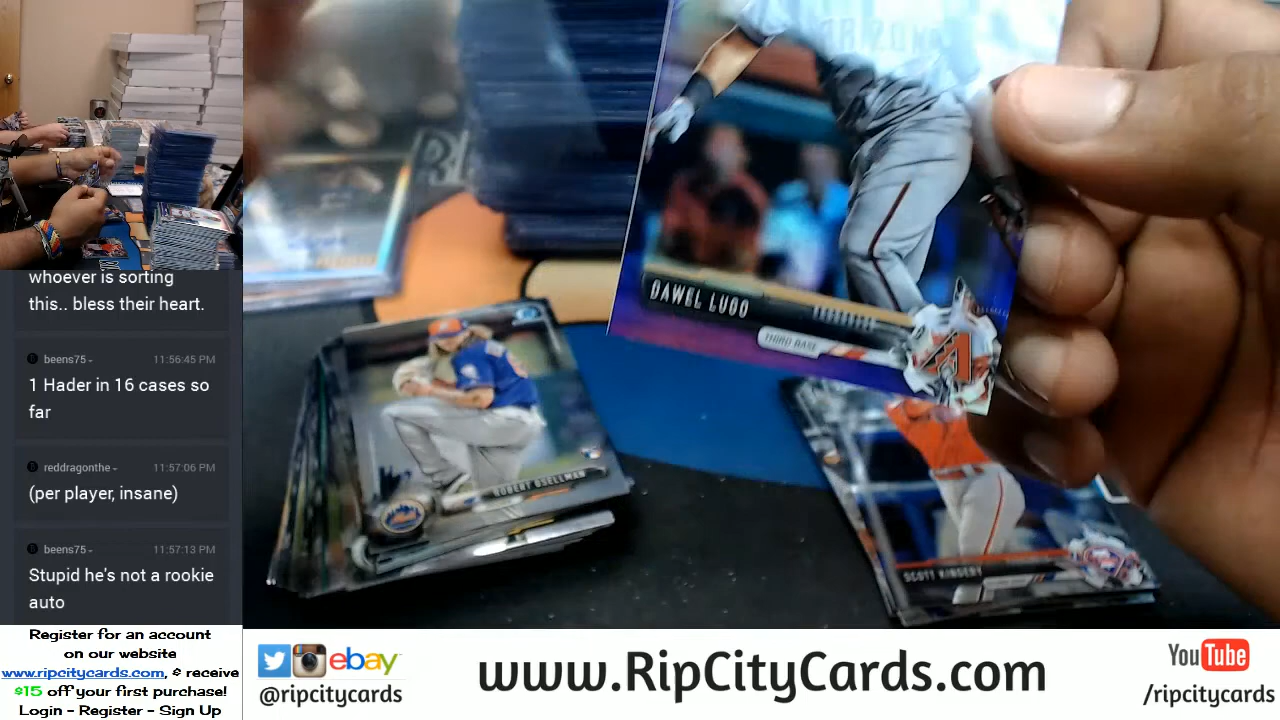 whoever is sorting
this.. bless their heart.
beens75 -
11:56:45 PM
1 Hader in 16 cases so
far
reddragonthe -
11:57:06 PM
(per player, insane)
beens75 -
11:57:13 PM
Stupid he's not a rookie
auto
Register for an account
on our website
www.ripcitycards.com, & receive
$15 off your first purchase!
Login - Register - Sign Up
DAWEL LUGO
THIRD BASE
ROBERT GSELLMAN
SCOTT KINGERY
ebay
@ripcitycards
www.RipCityCards.com
YouTube
/ripcitycards